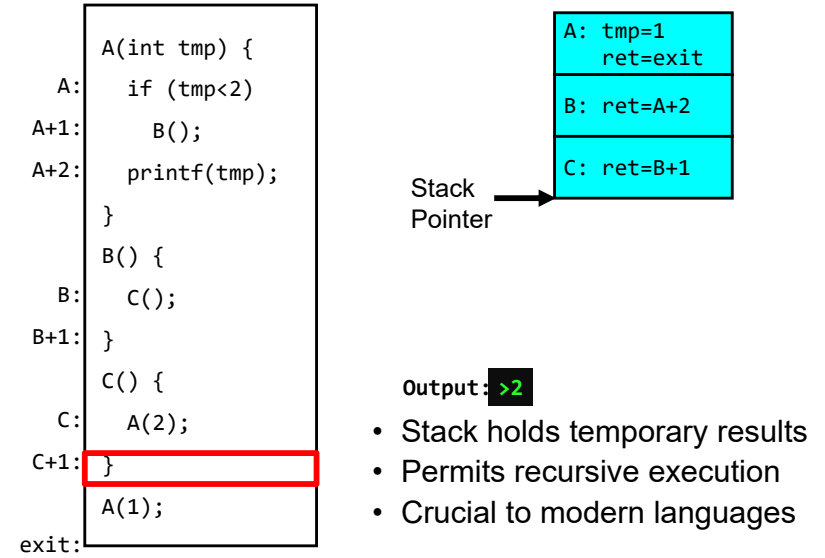 A(int tmp) {
A: if (tmp<2)
A+1: B();
A+2: printf(tmp);
}
B() {
B: C();
B+1: }
C() {
C: A(2);
C+1: }
A(1);
exit:
A: tmp=1
ret=exit
B: ret=A+2
C: ret=B+1
Stack
Pointer
Output: >2
• Stack holds temporary results
• Permits recursive execution
• Crucial to modern languages